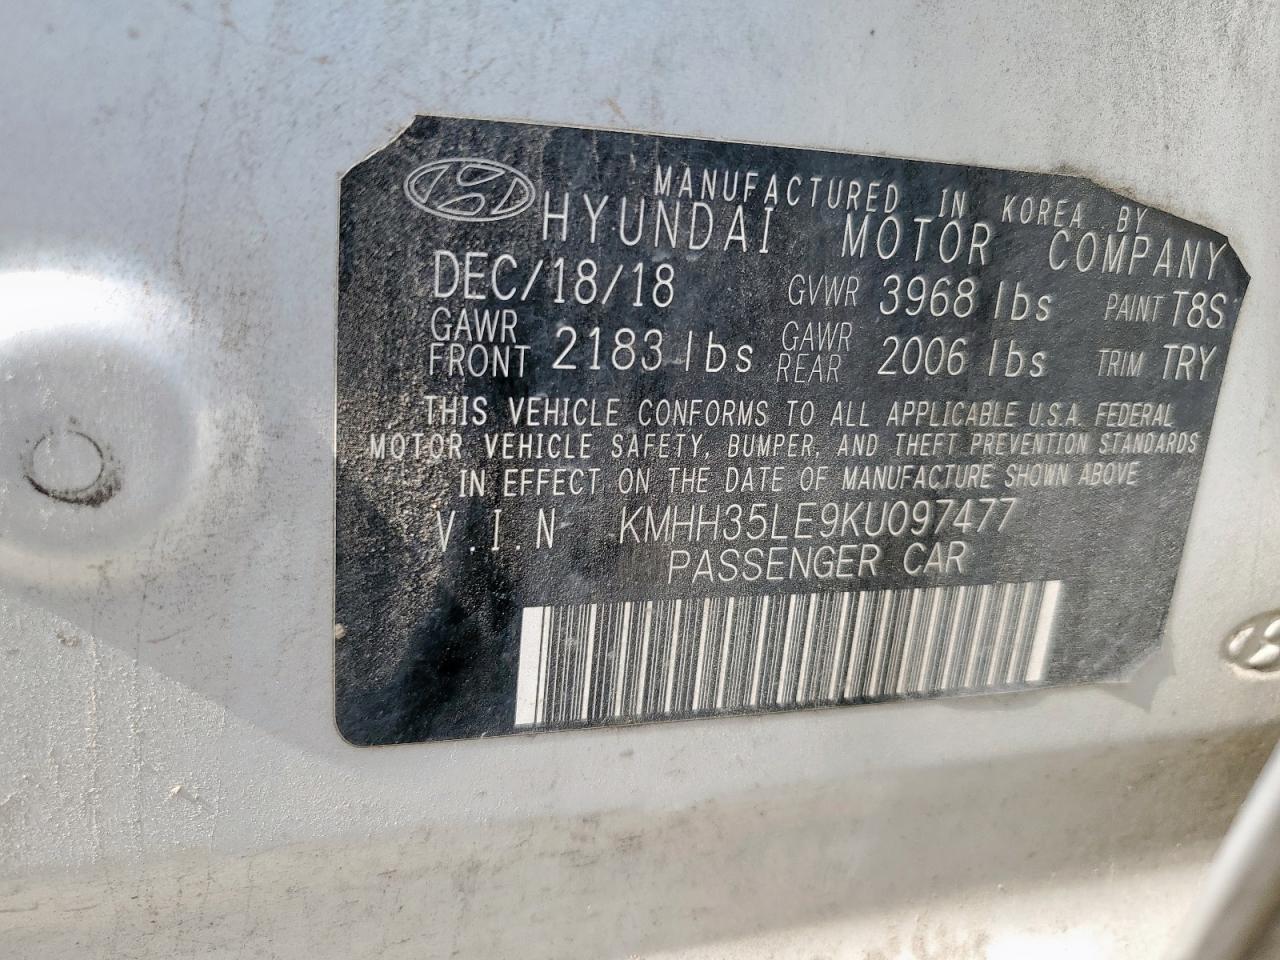 MANUFACTURED IN KOREA BY
HYUNDAI MOTOR COMPANY
DEC/18/18 GVWR 3968 lbs PAINT T8S
GAWR FRONT 2183 lbs GAWR REAR 2006 lbs TRIM TRY
THIS VEHICLE CONFORMS TO ALL APPLICABLE U.S.A. FEDERAL
MOTOR VEHICLE SAFETY, BUMPER, AND THEFT PREVENTION STANDARDS
IN EFFECT ON THE DATE OF MANUFACTURE SHOWN ABOVE
V.I.N KMHH35LE9KU097477
PASSENGER CAR